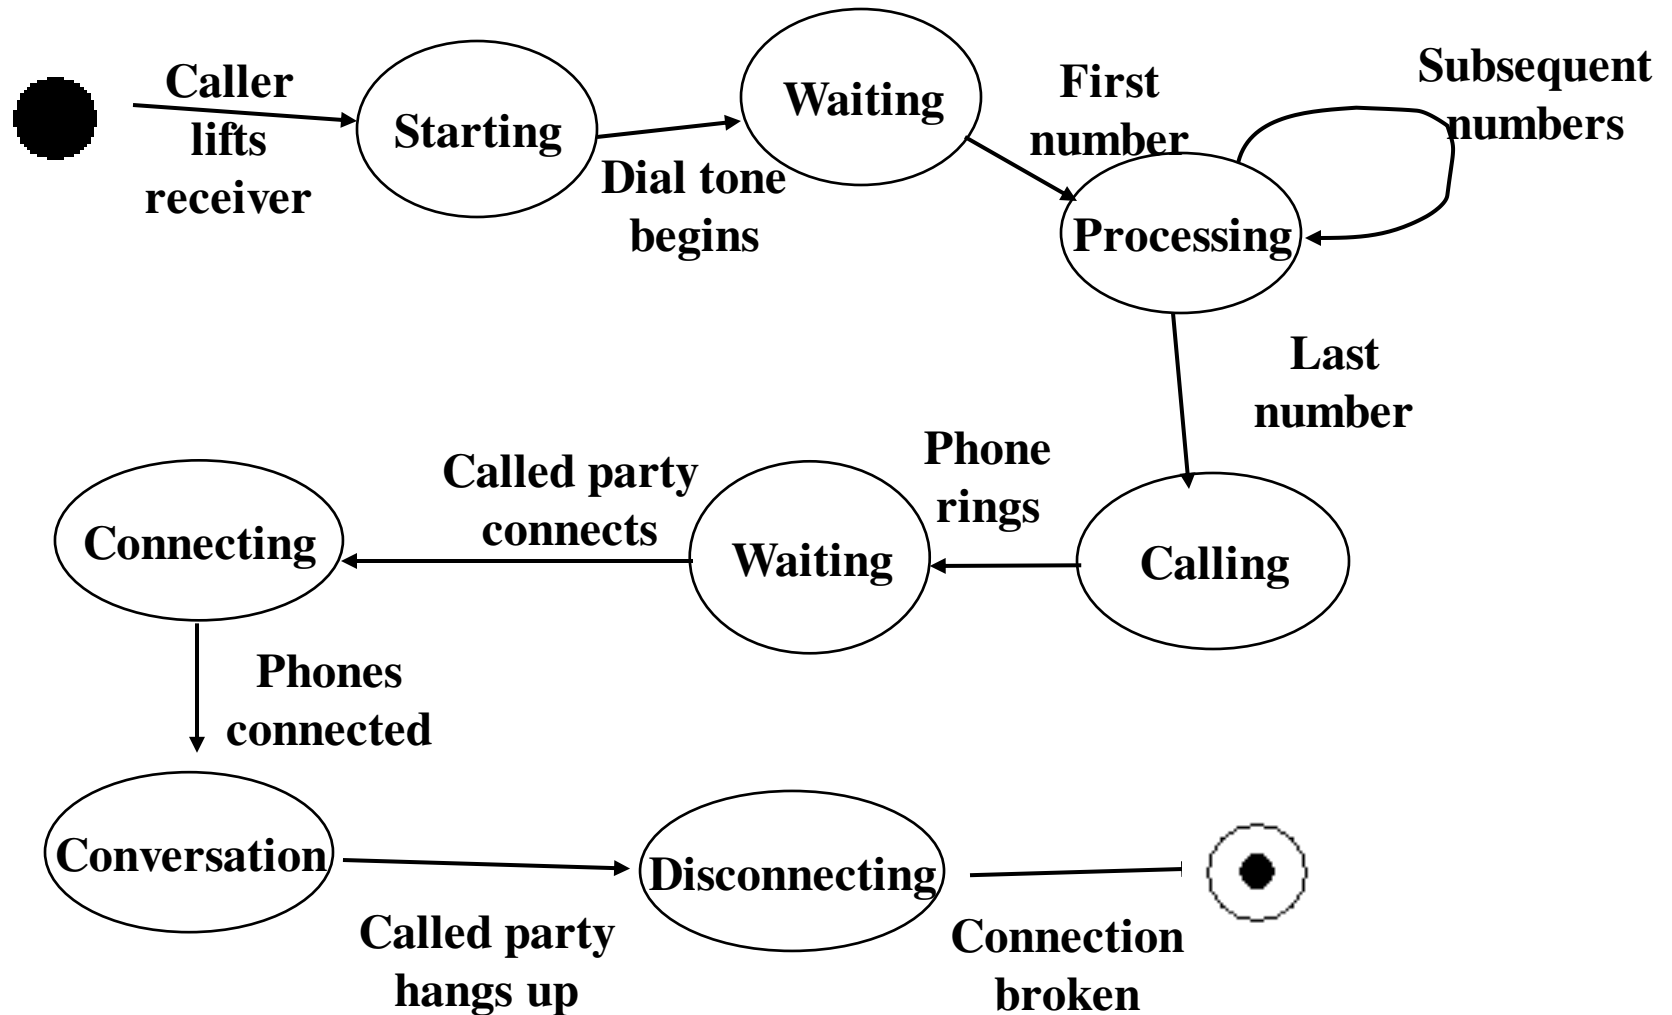 Caller
lifts
receiver
Starting
Dial tone
begins
Waiting
First
number
Subsequent
numbers
Processing
Last
number
Calling
Phone
rings
Waiting
Called party
connects
Connecting
Phones
connected
Conversation
Called party
hangs up
Disconnecting
Connection
broken